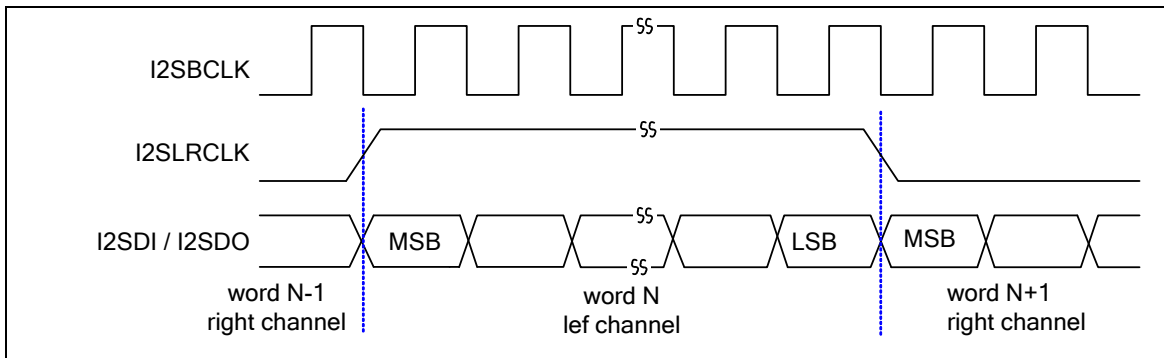 I2SBCLK
I2SLRCLK
I2SDI / I2SDO
MSB
LSB
MSB
word N-1
right channel
word N
lef channel
word N+1
right channel